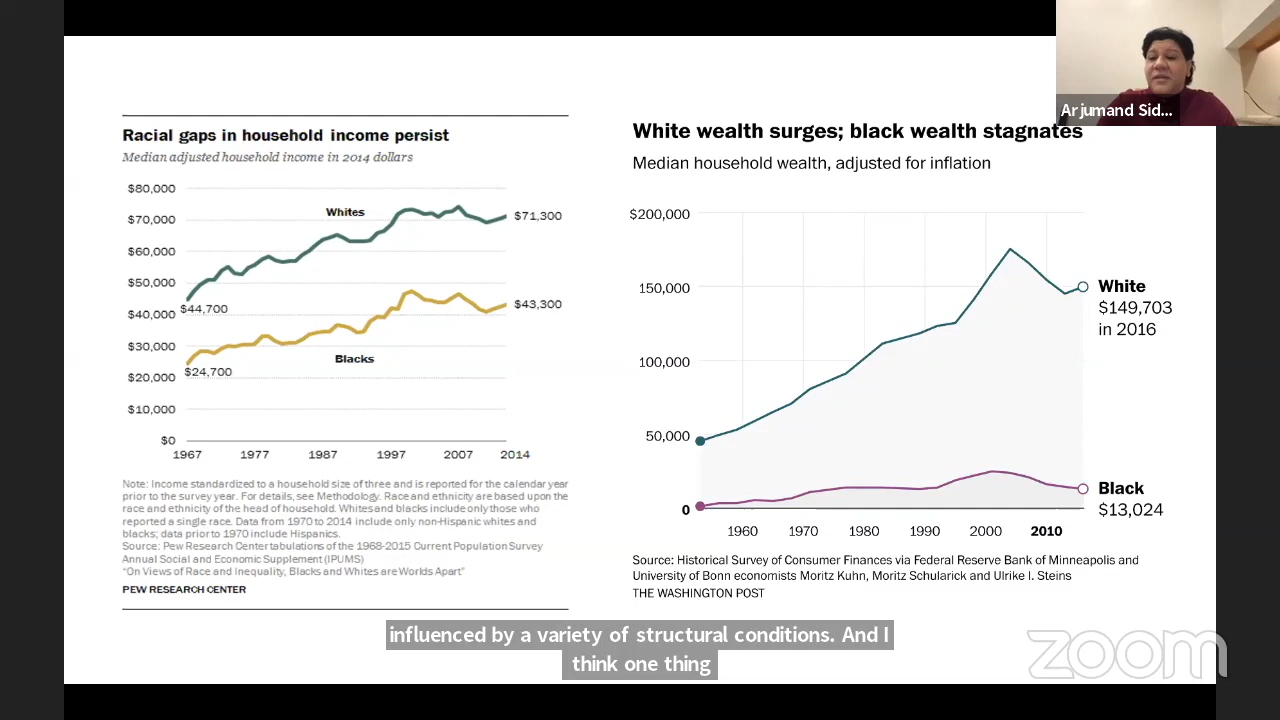 Arjumand Sid...
Racial gaps in household income persist
Median adjusted household income in 2014 dollars
$80,000
$70,000
$60,000
$50,000
$40,000
$30,000
$20,000
$10,000
$0
Whites
$71,300
$44,700
$43,300
Blacks
$24,700
1967 1977 1987 1997 2007 2014
Note: Income standardized to a household size of three and is reported for the calendar year
prior to the survey year. For details, see Methodology. Race and ethnicity are based upon the
race and ethnicity of the head of household. Whites and blacks include only those who
reported a single race. Data from 1970 to 2014 include only non-Hispanic whites and
blacks; data prior to 1970 include Hispanics.
Source: Pew Research Center tabulations of the 1968-2015 Current Population Survey
Annual Social and Economic Supplement (IPUMS)
"On Views of Race and Inequality, Blacks and Whites are Worlds Apart"
PEW RESEARCH CENTER
White wealth surges; black wealth stagnates
Median household wealth, adjusted for inflation
$200,000
150,000
100,000
50,000
0
White
$149,703
in 2016
Black
$13,024
1960 1970 1980 1990 2000 2010
Source: Historical Survey of Consumer Finances via Federal Reserve Bank of Minneapolis and
University of Bonn economists Moritz Kuhn, Moritz Schularick and Ulrike I. Steins
THE WASHINGTON POST
influenced by a variety of structural conditions. And I
think one thing
zoom